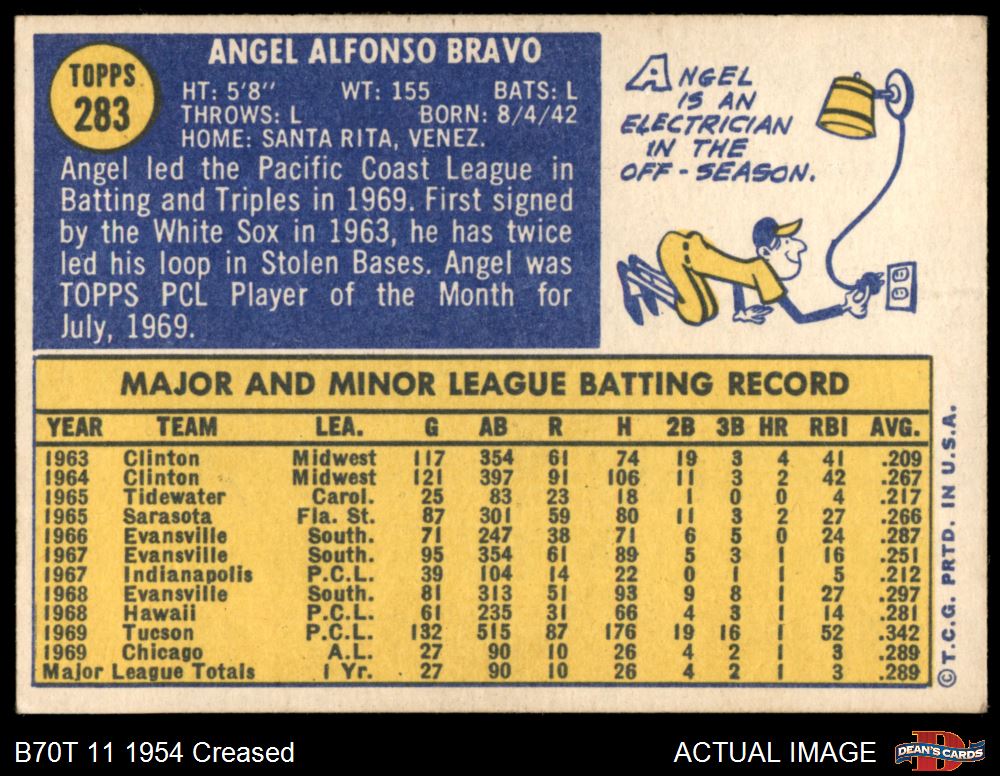 TOPPS
283
ANGEL ALFONSO BRAVO
HT: 5'8" WT: 155 BATS: L
THROWS: L BORN: 8/4/42
HOME: SANTA RITA, VENEZ.
Angel led the Pacific Coast League in
Batting and Triples in 1969. First signed
by the White Sox in 1963, he has twice
led his loop in Stolen Bases. Angel was
TOPPS PCL Player of the Month for
July, 1969.
ANGEL
IS AN
ELECTRICIAN
IN THE
OFF-SEASON.
MAJOR AND MINOR LEAGUE BATTING RECORD
YEAR TEAM LEA. G AB R H 2B 3B HR RBI AVG.
1963 Clinton Midwest 117 354 61 74 19 3 4 41 .209
1964 Clinton Midwest 121 397 91 106 11 3 2 42 .267
1965 Tidewater Carol. 25 83 23 18 1 0 0 4 .217
1965 Sarasota Fla. St. 87 301 59 80 11 3 2 27 .266
1966 Evansville South. 71 247 38 71 6 5 0 24 .287
1967 Evansville South. 95 354 61 89 5 3 1 16 .251
1967 Indianapolis P.C.L. 39 104 14 22 0 1 1 5 .212
1968 Evansville South. 81 313 51 93 9 8 1 27 .297
1968 Hawaii P.C.L. 61 235 31 66 4 3 1 14 .281
1969 Tucson P.C.L. 132 515 87 176 19 16 1 52 .342
1969 Chicago A.L. 27 90 10 26 4 2 1 3 .289
Major League Totals 1 Yr. 27 90 10 26 4 2 1 3 .289
©T.C.G. PRTD. IN U.S.A.
B70T 11 1954 Creased
ACTUAL IMAGE
D
DEAN'S CARDS